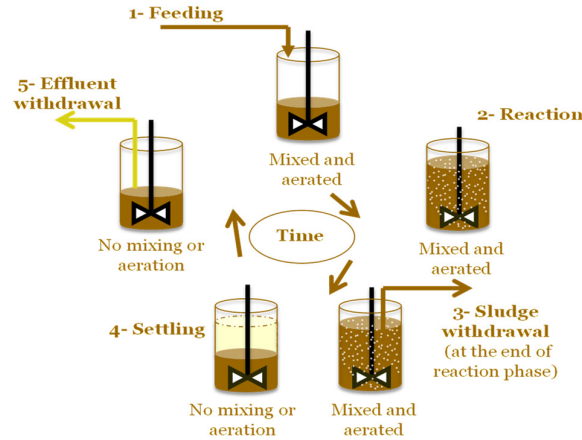 1- Feeding
Mixed and
aerated
2- Reaction
Mixed and
aerated
3- Sludge
withdrawal
(at the end of
reaction phase)
Mixed and
aerated
4- Settling
No mixing or
aeration
5- Effluent
withdrawal
No mixing or
aeration
Time